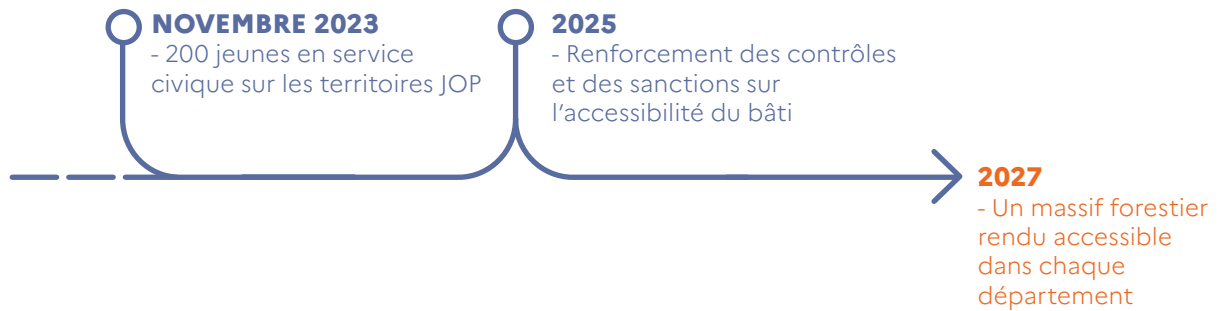 NOVEMBRE 2023
- 200 jeunes en service
civique sur les territoires JOP
2025
- Renforcement des contrôles
et des sanctions sur
l’accessibilité du bâti
2027
- Un massif forestier
rendu accessible
dans chaque
département